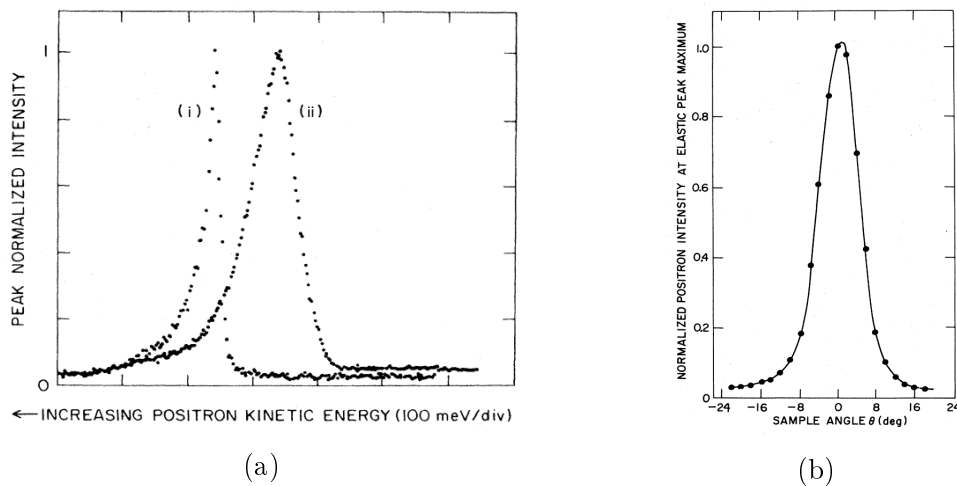 PEAK NORMALIZED INTENSITY
1
0
(i)
(ii)
←INCREASING POSITRON KINETIC ENERGY (100 meV/div)
(a)
NORMALIZED POSITRON INTENSITY AT ELASTIC PEAK MAXIMUM
1.0
0.8
0.6
0.4
0.2
0
-24 -16 -8 0 8 16 24
SAMPLE ANGLE θ (deg)
(b)